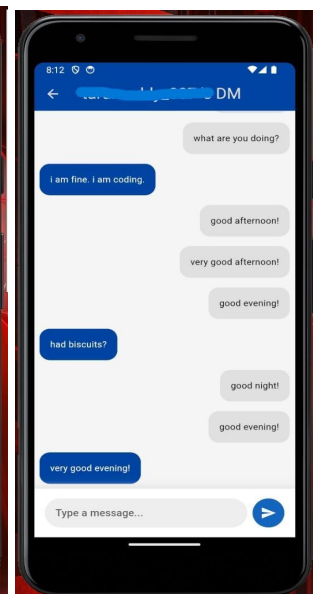 8:12
DM
what are you doing?
i am fine. i am coding.
good afternoon!
very good afternoon!
good evening!
had biscuits?
good night!
good evening!
very good evening!
Type a message...